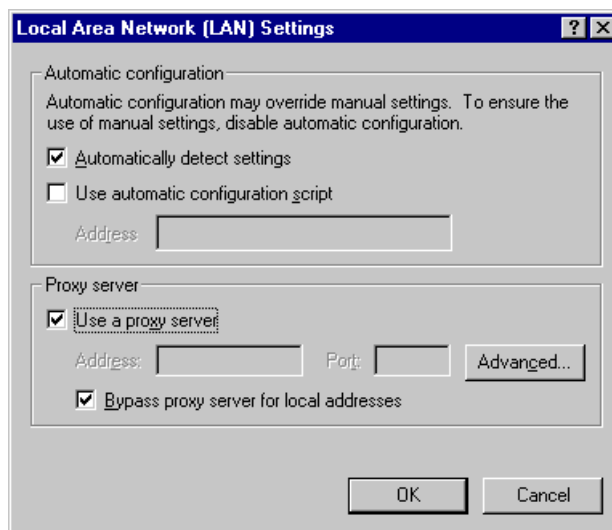 Local Area Network (LAN) Settings
Automatic configuration
Automatic configuration may override manual settings. To ensure the
use of manual settings, disable automatic configuration.
Automatically detect settings
Use automatic configuration script
Address
Proxy server
Use a proxy server
Address: Port: Advanced...
Bypass proxy server for local addresses
OK Cancel